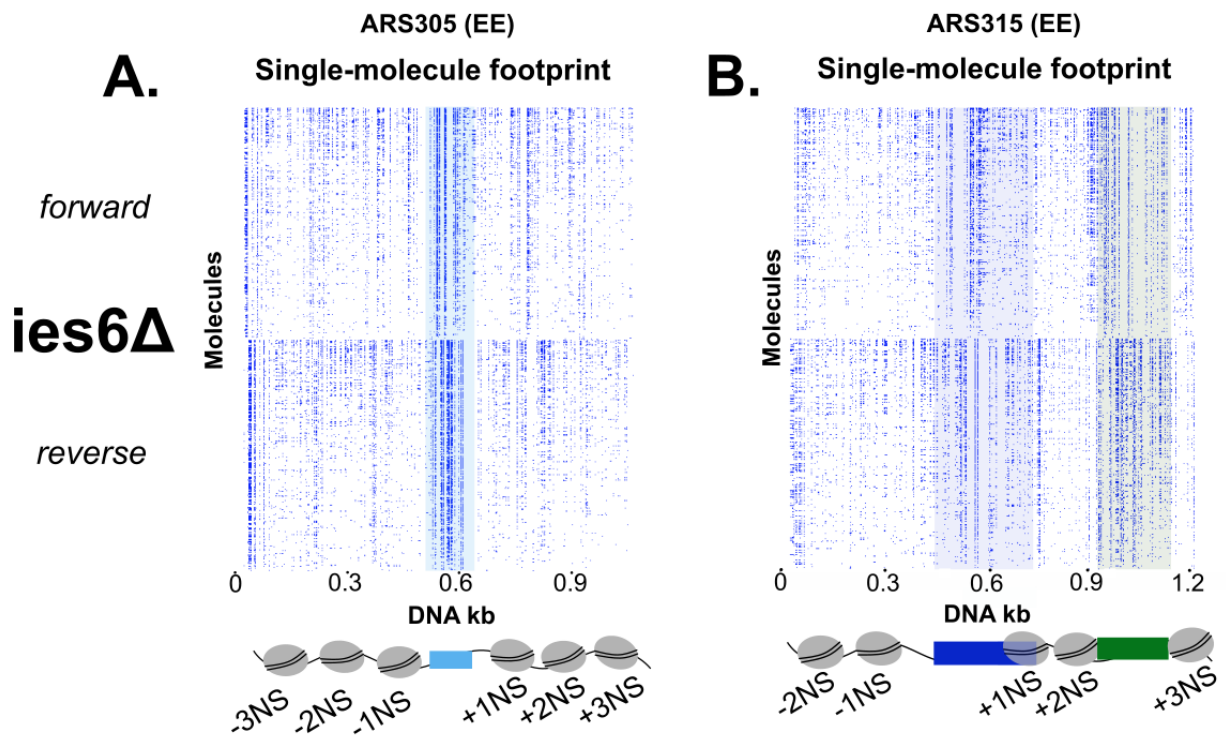 ARS305 (EE)
A.
Single-molecule footprint
ARS315 (EE)
B.
Single-molecule footprint
forward
ies6Δ
reverse
Molecules
Molecules
0 0.3 0.6 0.9
DNA kb
0 0.3 0.6 0.9 1.2
DNA kb
-3NS -2NS -1NS +1NS +2NS +3NS
-2NS -1NS +1NS +2NS +3NS